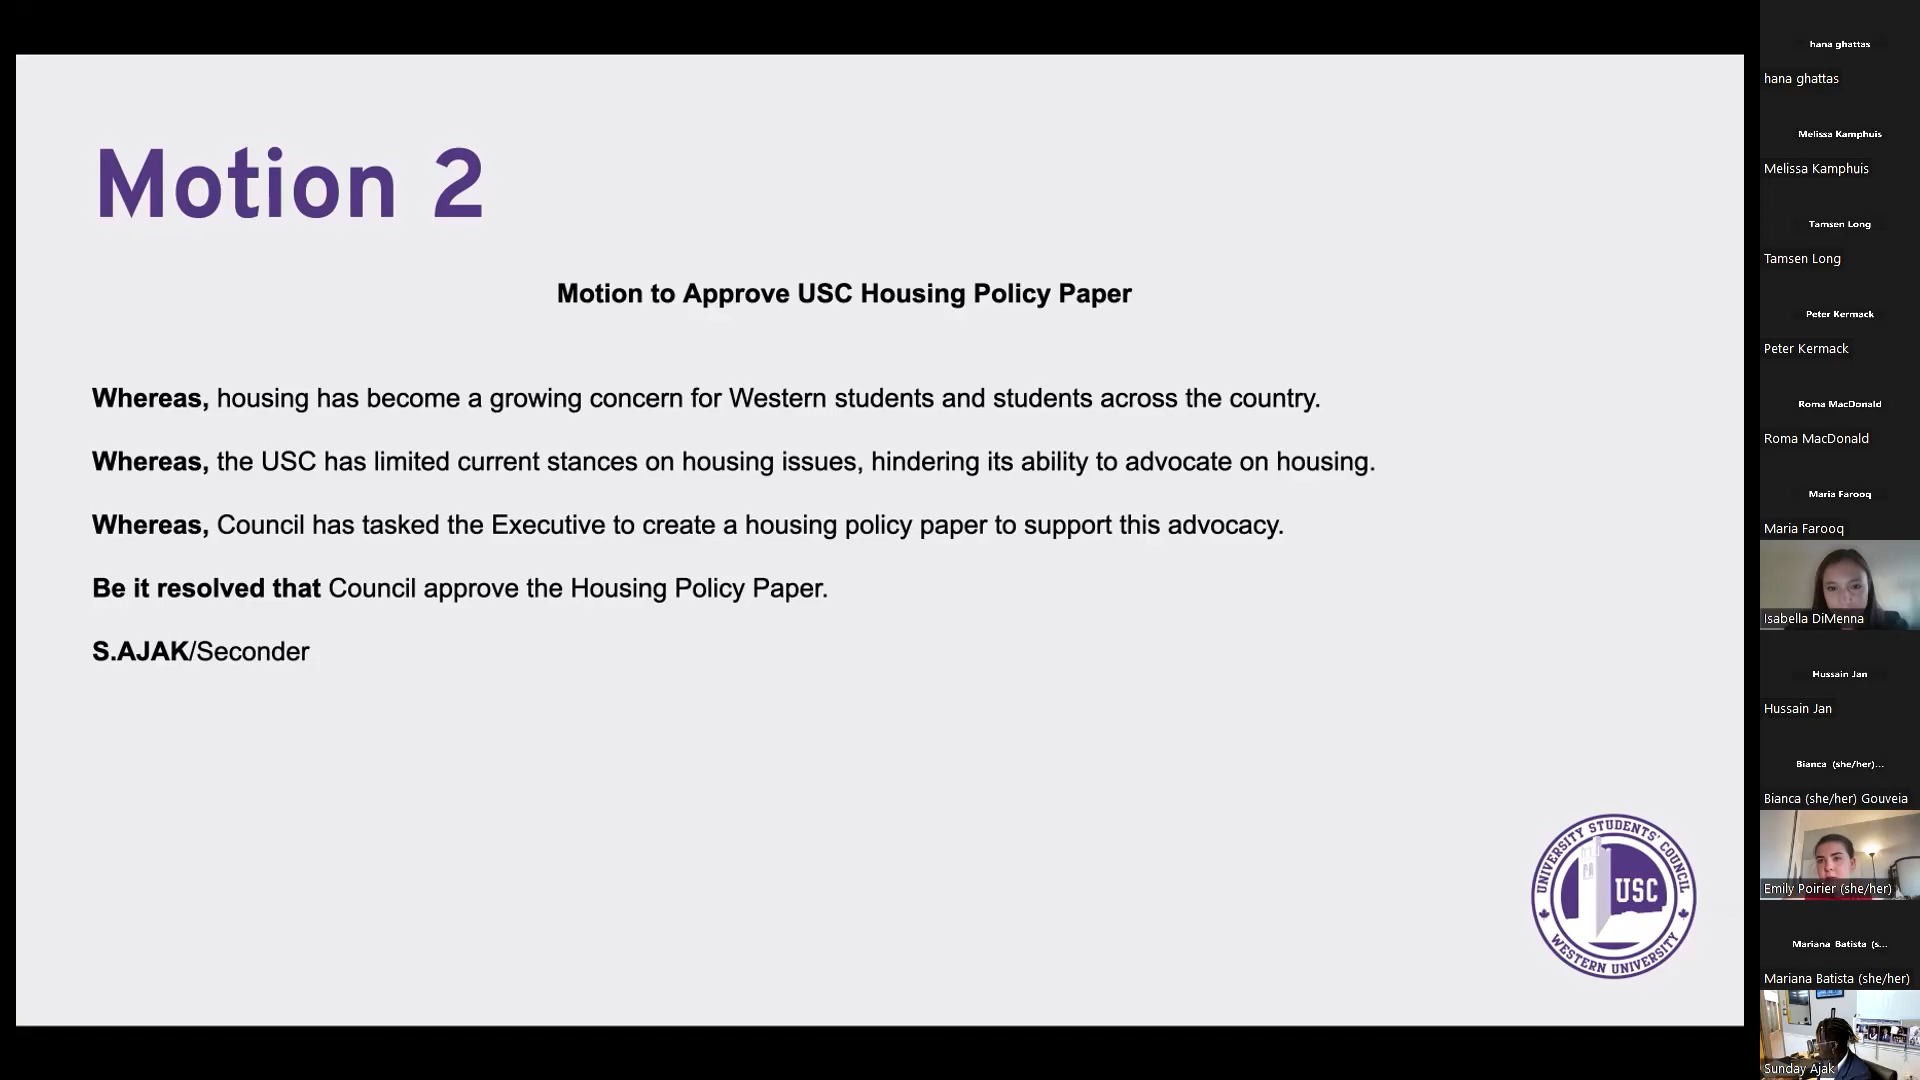 Motion 2
Motion to Approve USC Housing Policy Paper
Whereas, housing has become a growing concern for Western students and students across the country.
Whereas, the USC has limited current stances on housing issues, hindering its ability to advocate on housing.
Whereas, Council has tasked the Executive to create a housing policy paper to support this advocacy.
Be it resolved that Council approve the Housing Policy Paper.
S.AJAK/Seconder
UNIVERSITY STUDENTS' COUNCIL
USC
WESTERN UNIVERSITY
hana ghattas
hana ghattas
Melissa Kamphuis
Melissa Kamphuis
Tamsen Long
Tamsen Long
Peter Kermack
Peter Kermack
Roma MacDonald
Roma MacDonald
Maria Farooq
Maria Farooq
Isabella DiMenna
Hussain Jan
Hussain Jan
Bianca (she/her)...
Bianca (she/her) Gouveia
Emily Poirier (she/her)
Mariana Batista (s...
Mariana Batista (she/her)
Sunday Ajak